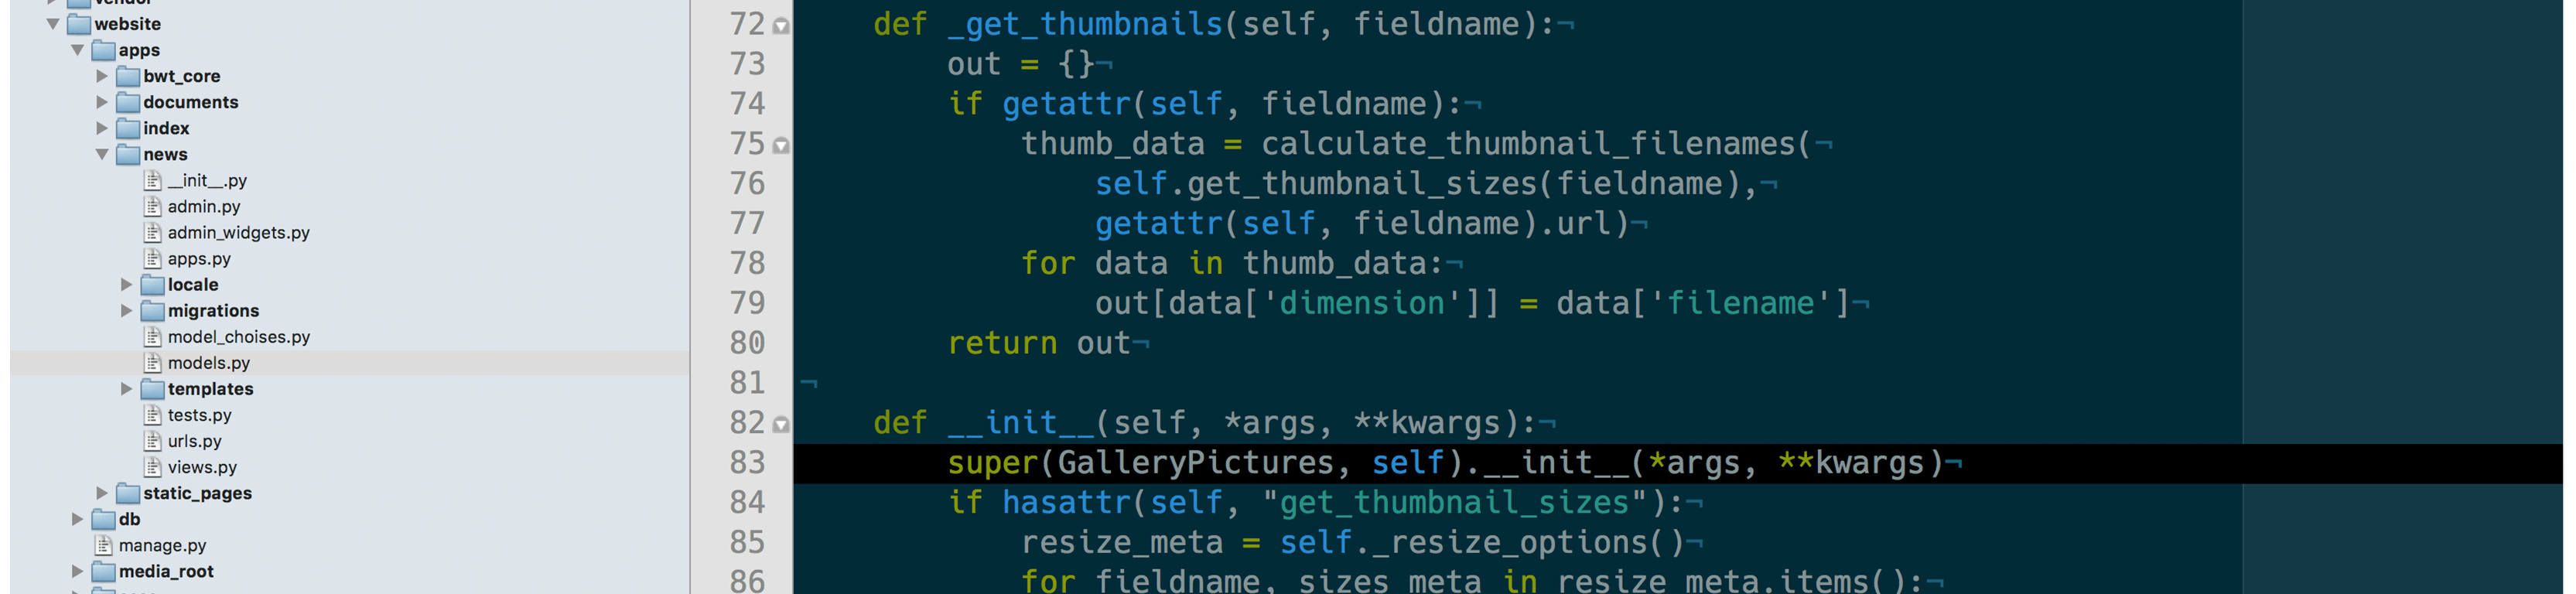 website
apps
bwt_core
documents
index
news
__init__.py
admin.py
admin_widgets.py
apps.py
locale
migrations
model_choises.py
models.py
templates
tests.py
urls.py
views.py
static_pages
db
manage.py
media_root
72 def _get_thumbnails(self, fieldname):¬
73 out = {}¬
74 if getattr(self, fieldname):¬
75 thumb_data = calculate_thumbnail_filenames(¬
76 self.get_thumbnail_sizes(fieldname),¬
77 getattr(self, fieldname).url)¬
78 for data in thumb_data:¬
79 out[data['dimension']] = data['filename']¬
80 return out¬
81 ¬
82 def __init__(self, *args, **kwargs):¬
83 super(GalleryPictures, self).__init__(*args, **kwargs)¬
84 if hasattr(self, "get_thumbnail_sizes"):¬
85 resize_meta = self._resize_options()¬
86 for fieldname, sizes_meta in resize_meta.items():¬